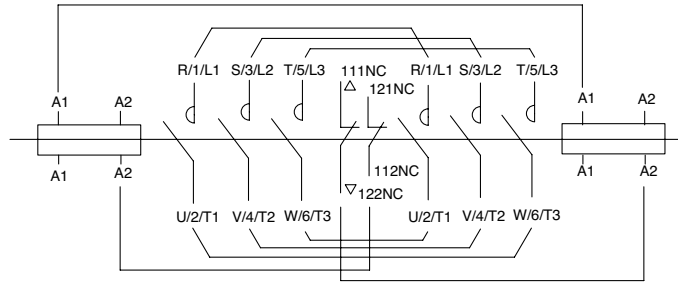 R/1/L1 S/3/L2 T/5/L3 111NC R/1/L1 S/3/L2 T/5/L3
121NC
A1 A2 A1 A2
A1 A2 112NC A1 A2
122NC
U/2/T1 V/4/T2 W/6/T3 U/2/T1 V/4/T2 W/6/T3